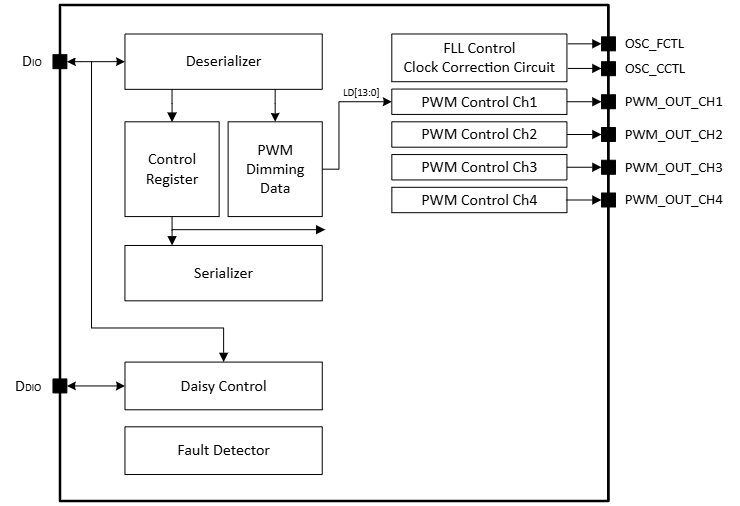 Dio
Deserializer
FLL Control
Clock Correction Circuit
OSC_FCTL
OSC_CCTL
LD[13:0]
PWM Control Ch1
PWM_OUT_CH1
Control
Register
PWM
Dimming
Data
PWM Control Ch2
PWM_OUT_CH2
PWM Control Ch3
PWM_OUT_CH3
PWM Control Ch4
PWM_OUT_CH4
Serializer
DDIO
Daisy Control
Fault Detector